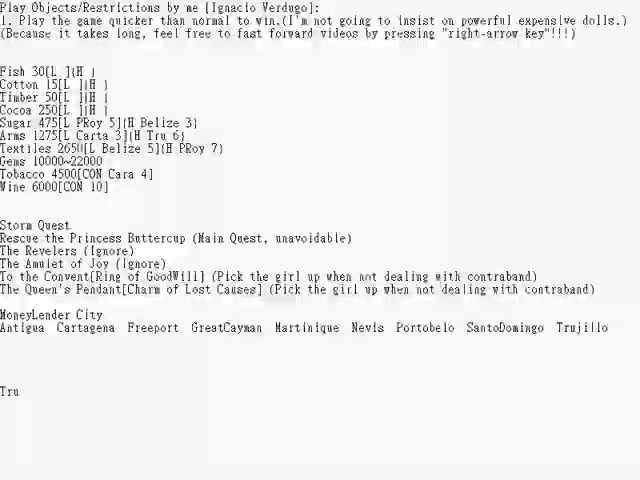 Play Objects/Restrictions by me [Ignacio Verdugo]:
1. Play the game quicker than normal to win.(I'm not going to insist on powerful expensive dolls.)
(Because it takes long, feel free to fast forward videos by pressing "right-arrow key"!!!)
Fish 30[L ]{H }
Cotton 15[L ]{H }
Timber 50[L ]{H }
Cocoa 250[L ]{H }
Sugar 475[L PRoy 5]{H Belize 3}
Arms 1275[L Carta 3]{H Tru 6}
Textiles 2650[L Belize 5]{H PRoy 7}
Gems 10000~22000
Tobacco 4500[CON Cara 4]
Wine 6000[CON 10]
Storm Quest
Rescue the Princess Buttercup (Main Quest, unavoidable)
The Revelers (Ignore)
The Amulet of Joy (Ignore)
To the Convent[Ring of GoodWill] (Pick the girl up when not dealing with contraband)
The Queen's Pendant[Charm of Lost Causes] (Pick the girl up when not dealing with contraband)
MoneyLender City
Antigua Cartagena Freeport GreatCayman Martinique Nevis Portobelo SantoDomingo Trujillo
Tru